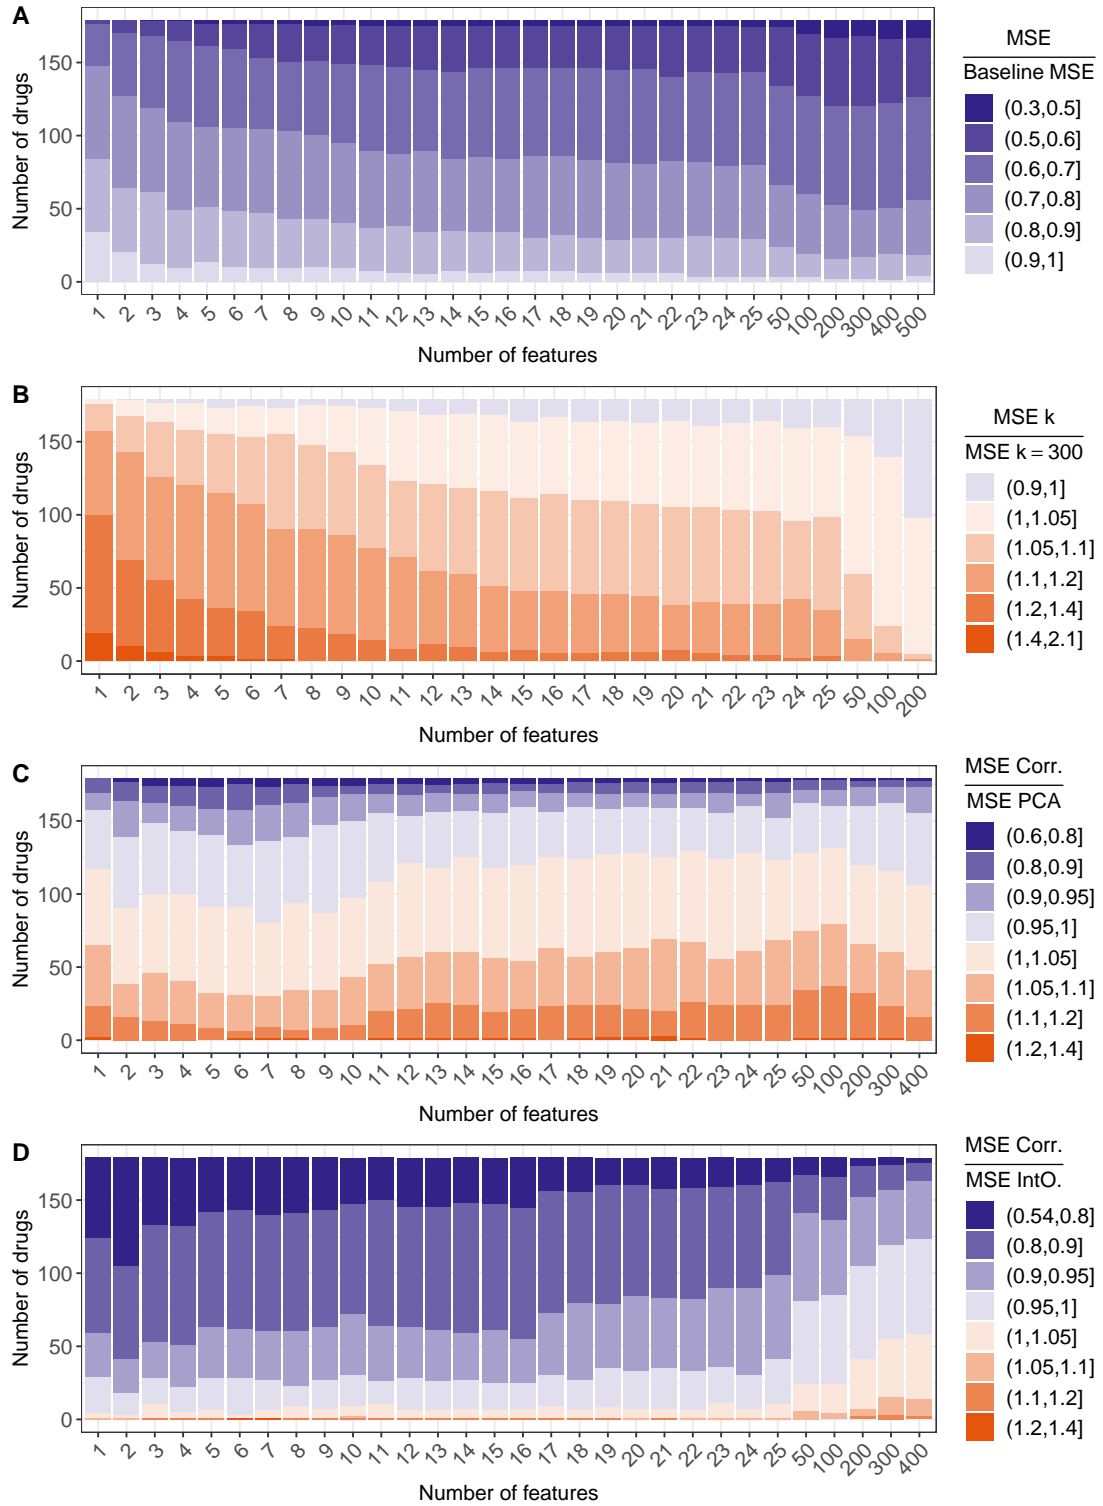 A
Number of drugs
150
100
50
0
1 2 3 4 5 6 7 8 9 10 11 12 13 14 15 16 17 18 19 20 21 22 23 24 25 50 100 200 300 400 500
Number of features
MSE
Baseline MSE
(0.3,0.5]
(0.5,0.6]
(0.6,0.7]
(0.7,0.8]
(0.8,0.9]
(0.9,1]
B
Number of drugs
150
100
50
0
1 2 3 4 5 6 7 8 9 10 11 12 13 14 15 16 17 18 19 20 21 22 23 24 25 50 100 200
Number of features
MSE k
MSE k = 300
(0.9,1]
(1,1.05]
(1.05,1.1]
(1.1,1.2]
(1.2,1.4]
(1.4,2.1]
C
Number of drugs
150
100
50
0
1 2 3 4 5 6 7 8 9 10 11 12 13 14 15 16 17 18 19 20 21 22 23 24 25 50 100 200 300 400
Number of features
MSE Corr.
MSE PCA
(0.6,0.8]
(0.8,0.9]
(0.9,0.95]
(0.95,1]
(1,1.05]
(1.05,1.1]
(1.1,1.2]
(1.2,1.4]
D
Number of drugs
150
100
50
0
1 2 3 4 5 6 7 8 9 10 11 12 13 14 15 16 17 18 19 20 21 22 23 24 25 50 100 200 300 400
Number of features
MSE Corr.
MSE IntO.
(0.54,0.8]
(0.8,0.9]
(0.9,0.95]
(0.95,1]
(1,1.05]
(1.05,1.1]
(1.1,1.2]
(1.2,1.4]